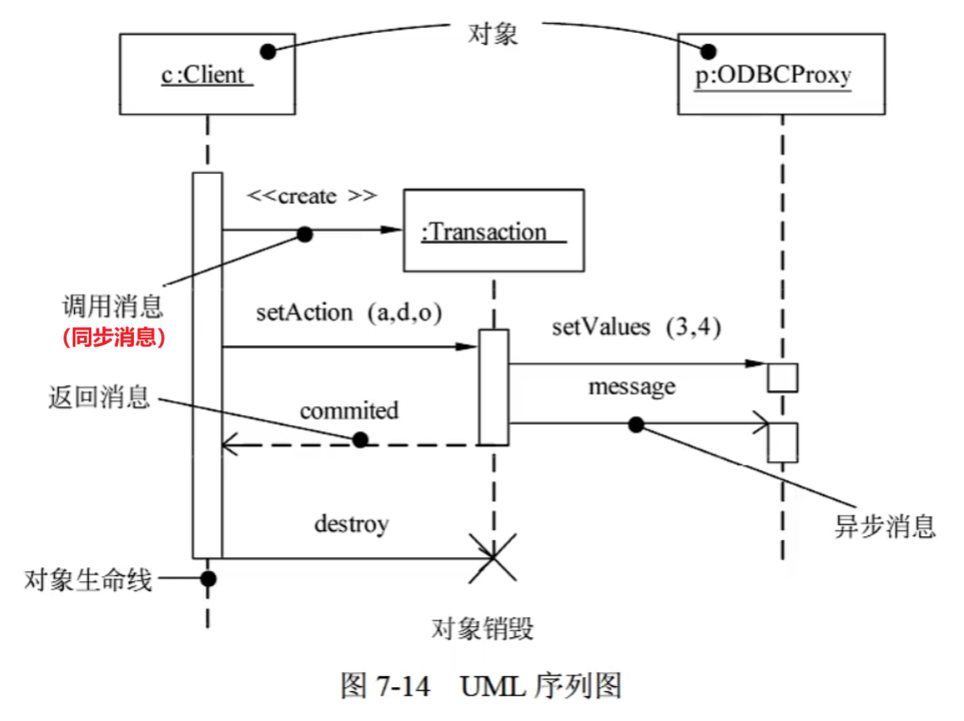 对象
c:Client
p:ODBCProxy
<<create >>
:Transaction
调用消息
(同步消息)
setAction (a,d,o)
setValues (3,4)
返回消息
commited
message
destroy
异步消息
对象生命线
对象销毁
图 7-14 UML 序列图